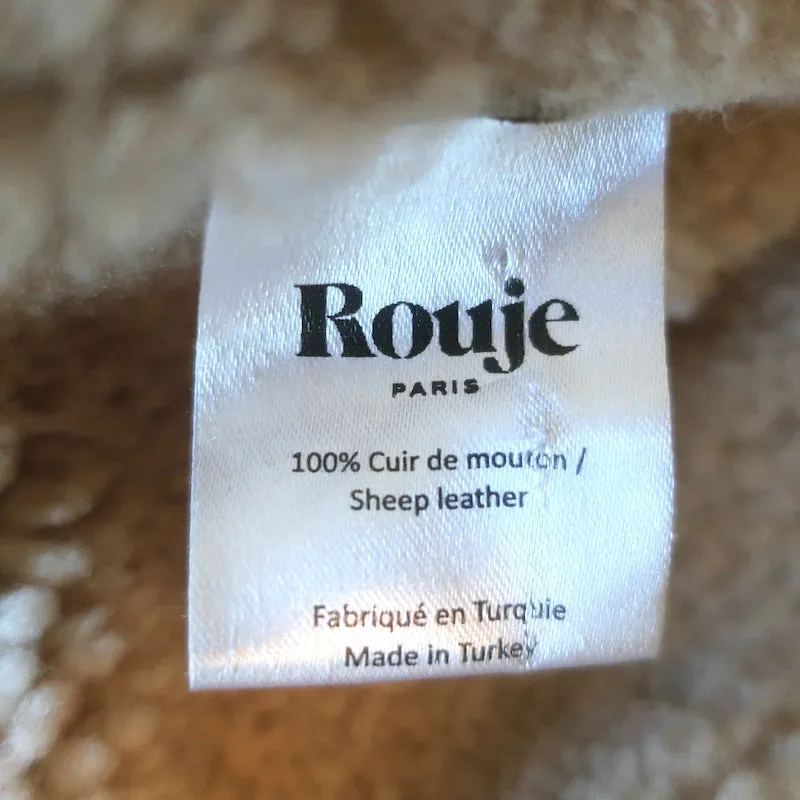 Rouje
PARIS
100% Cuir de mouton /
Sheep leather
Fabriqué en Turquie
Made in Turkey